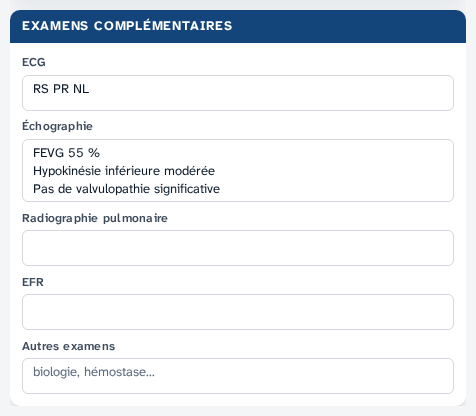 EXAMENS COMPLÉMENTAIRES
ECG
RS PR NL
Échographie
FEVG 55 %
Hypokinésie inférieure modérée
Pas de valvulopathie significative
Radiographie pulmonaire
EFR
Autres examens
biologie, hémostase...